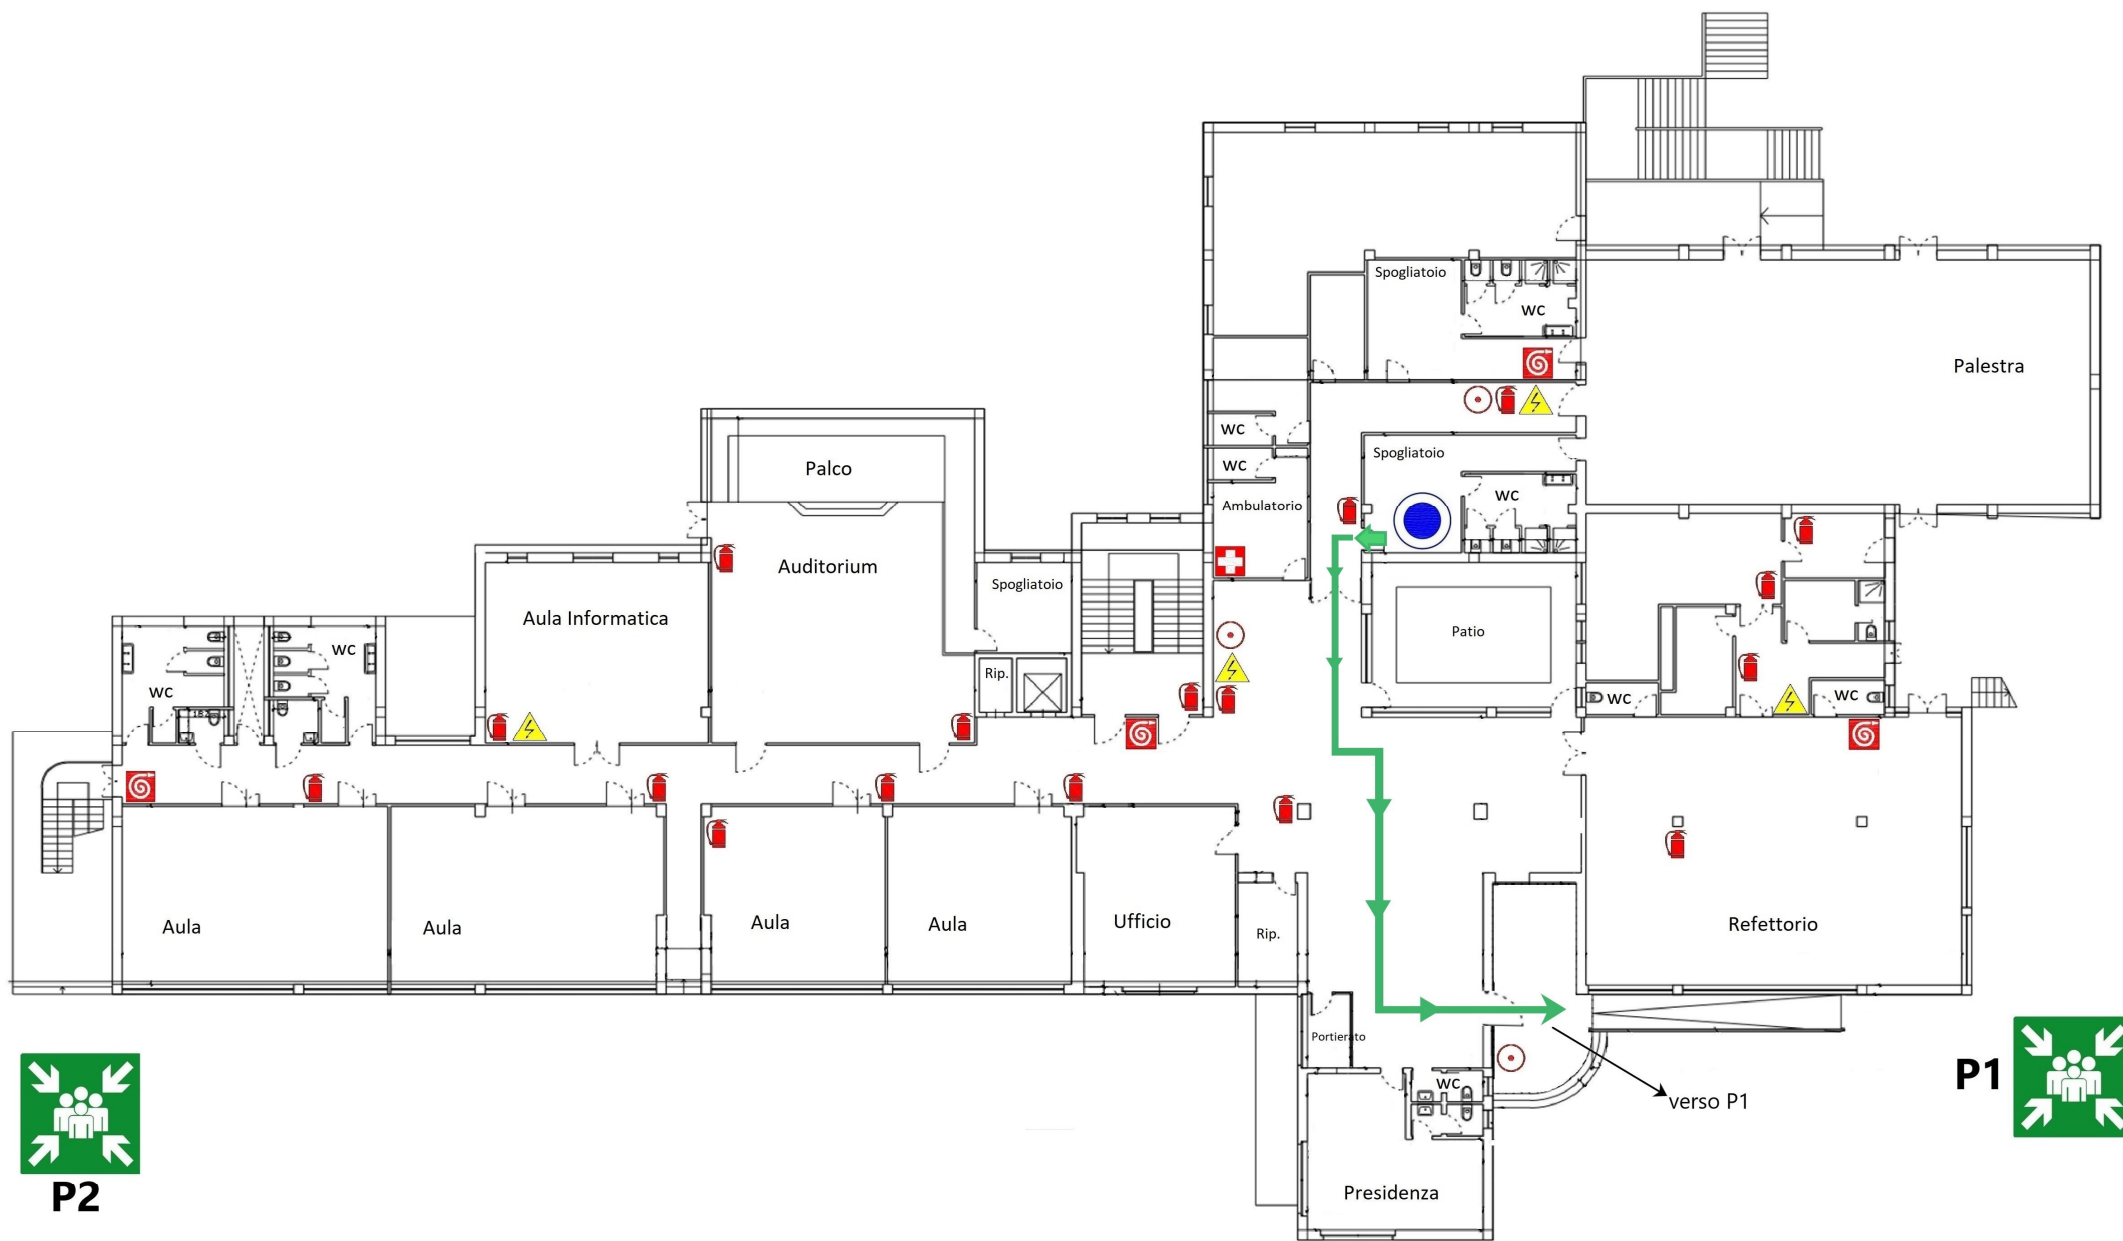 Spogliatoio
WC
Palestra
WC
Palco
Spogliatoio
WC
WC
Ambulatorio
Auditorium
Spogliatoio
Aula Informatica
Patio
WC
Rip.
WC
WC
WC
Aula
Aula
Aula
Aula
Ufficio
Rip.
Refettorio
Portierato
WC
verso P1
P1
P2
Presidenza